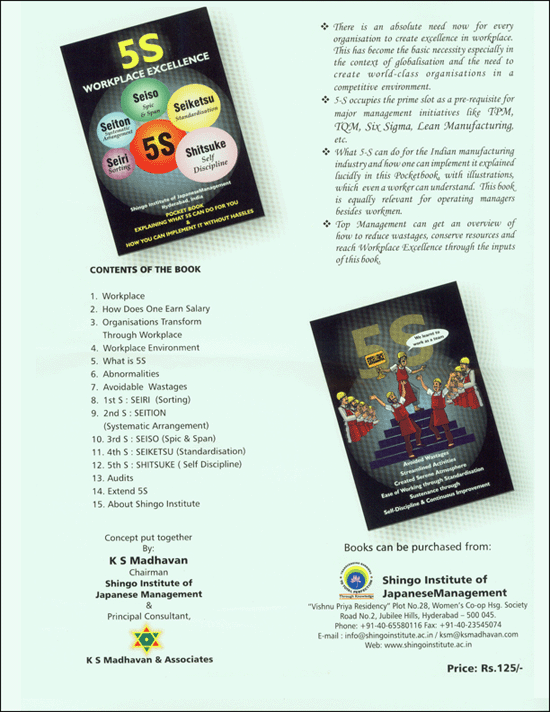 5S
WORKPLACE EXCELLENCE
Seiso
Spic
& Span
Seiketsu
Standardisation
Seiton
Systematic
Arrangement
5S
Shitsuke
Self
Discipline
Seiri
Sorting
Shingo Institute of JapaneseManagement
Hyderabad, India
POCKET BOOK
EXPLAINING WHAT 5S CAN DO FOR YOU
&
HOW YOU CAN IMPLEMENT IT WITHOUT HASSLES
❖ There is an absolute need now for every
organisation to create excellence in workplace.
This has become the basic necessity especially in
the context of globalisation and the need to
create world-class organisations in a
competitive environment.
❖ 5-S occupies the prime slot as a pre-requisite for
major management initiatives like TPM,
TQM, Six Sigma, Lean Manufacturing,
etc.
❖ What 5-S can do for the Indian manufacturing
industry and how one can implement it explained
lucidly in this Pocketbook, with illustrations,
which even a worker can understand. This book
is equally relevant for operating managers
besides workmen.
❖ Top Management can get an overview of
how to reduce wastages, conserve resources and
reach Workplace Excellence through the inputs
of this book.
CONTENTS OF THE BOOK
1. Workplace
2. How Does One Earn Salary
3. Organisations Transform
Through Workplace
4. Workplace Environment
5. What is 5S
6. Abnormalities
7. Avoidable Wastages
8. 1st S : SEIRI (Sorting)
9. 2nd S : SEITION
(Systematic Arrangement)
10. 3rd S : SEISO (Spic & Span)
11. 4th S : SEIKETSU (Standardisation)
12. 5th S : SHITSUKE ( Self Discipline)
13. Audits
14. Extend 5S
15. About Shingo Institute
5S
We learnt to
work as a team
EXCELLENCE
Avoided Wastages
Streamlined Activities
Created Serene Atmosphere
Ease of Working through Standardisation
Sustenance through
Self-Discipline & Continuous Improvement
Concept put together
By:
K S Madhavan
Chairman
Shingo Institute of
Japanese Management
&
Principal Consultant,
K S Madhavan & Associates
Books can be purchased from:
Through Knowledge
Shingo Institute of
JapaneseManagement
"Vishnu Priya Residency" Plot No.28, Women's Co-op Hsg. Society
Road No.2, Jubilee Hills, Hyderabad – 500 045.
Phone: +91-40-65580116 Fax: +91-40-23545074
E-mail : info@shingoinstitute.ac.in / ksm@ksmadhavan.com
Web: www.shingoinstitute.ac.in
Price: Rs.125/-